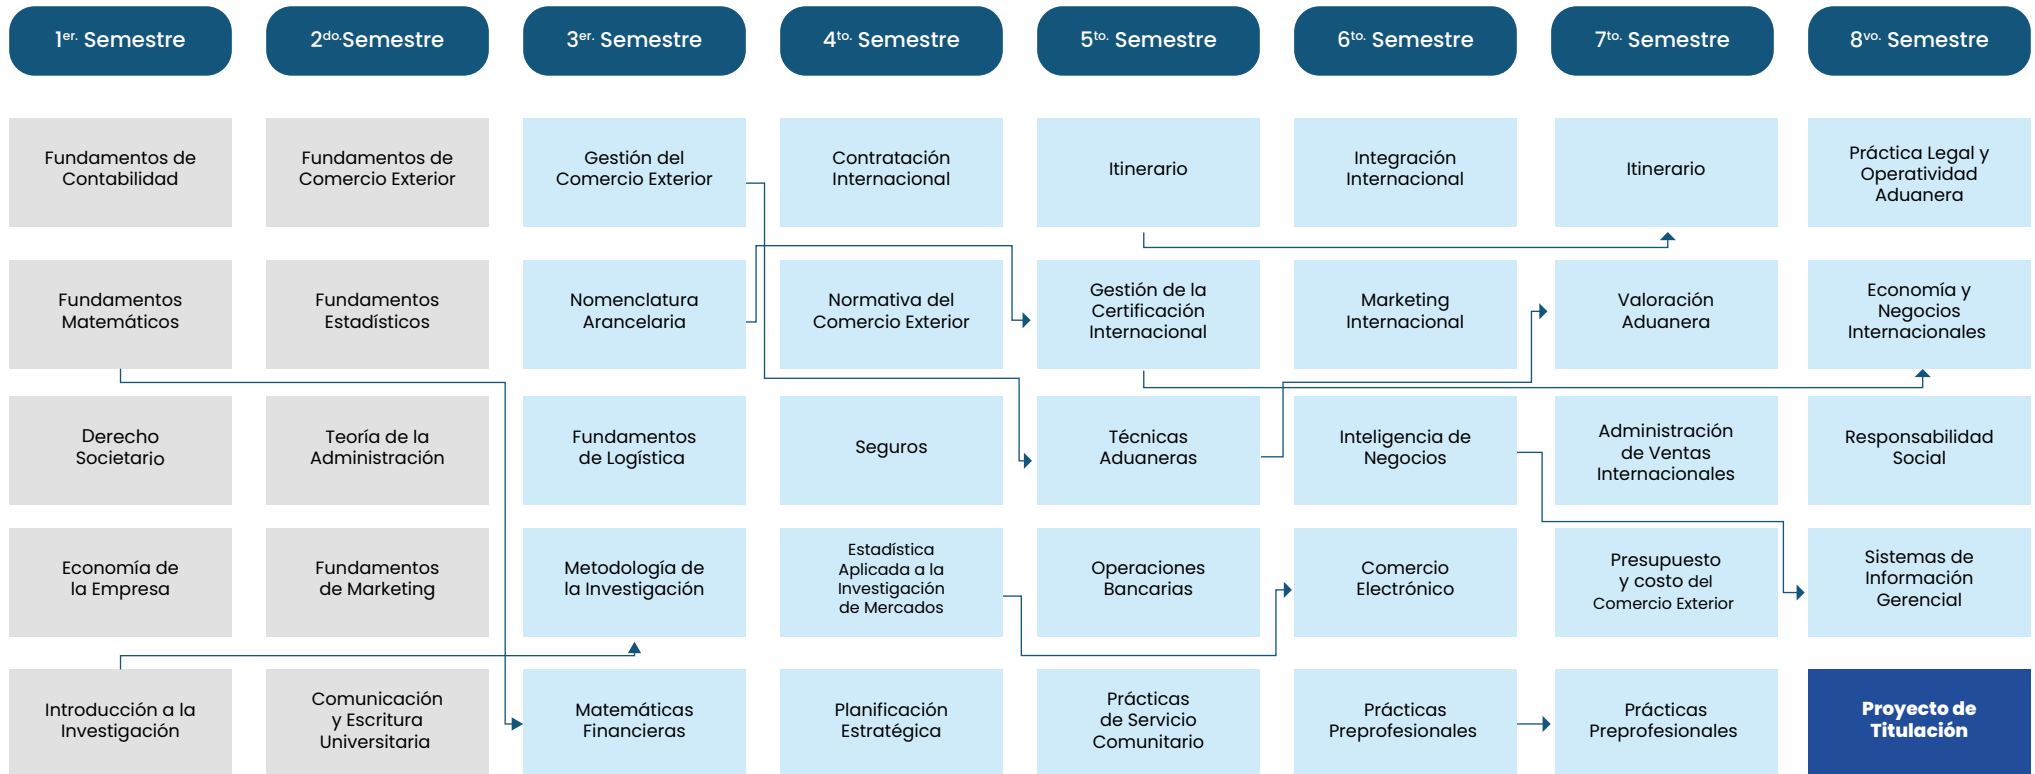 1er. Semestre
2do.Semestre
3er. Semestre
4to. Semestre
5to. Semestre
6to. Semestre
7to. Semestre
8vo. Semestre
Fundamentos de
Contabilidad
Fundamentos de
Comercio Exterior
Gestión del
Comercio Exterior
Contratación
Internacional
Itinerario
Integración
Internacional
Itinerario
Práctica Legal y
Operatividad
Aduanera
Fundamentos
Matemáticos
Fundamentos
Estadísticos
Nomenclatura
Arancelaria
Normativa del
Comercio Exterior
Gestión de la
Certificación
Internacional
Marketing
Internacional
Valoración
Aduanera
Economía y
Negocios
Internacionales
Derecho
Societario
Teoría de la
Administración
Fundamentos
de Logística
Seguros
Técnicas
Aduaneras
Inteligencia de
Negocios
Administración
de Ventas
Internacionales
Responsabilidad
Social
Economía de
la Empresa
Fundamentos
de Marketing
Metodología de
la Investigación
Estadística
Aplicada a la
Investigación
de Mercados
Operaciones
Bancarias
Comercio
Electrónico
Presupuesto
y costo del
Comercio Exterior
Sistemas de
Información
Gerencial
Introducción a la
Investigación
Comunicación
y Escritura
Universitaria
Matemáticas
Financieras
Planificación
Estratégica
Prácticas
de Servicio
Comunitario
Prácticas
Preprofesionales
Prácticas
Preprofesionales
Proyecto de
Titulación